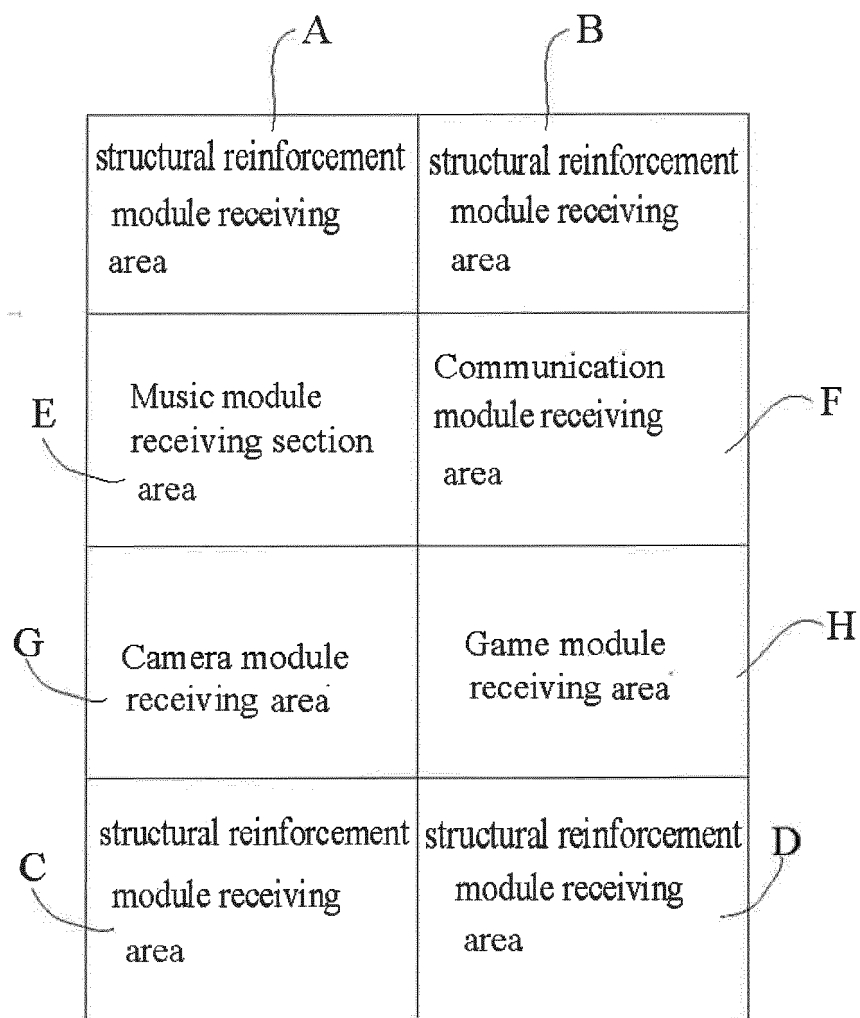 A
B
structural reinforcement
module receiving
area
structural reinforcement
module receiving
area
E
Music module
receiving section
area
Communication
module receiving
area
F
G
Camera module
receiving area
Game module
receiving area
H
C
structural reinforcement
module receiving
area
structural reinforcement
module receiving
area
D